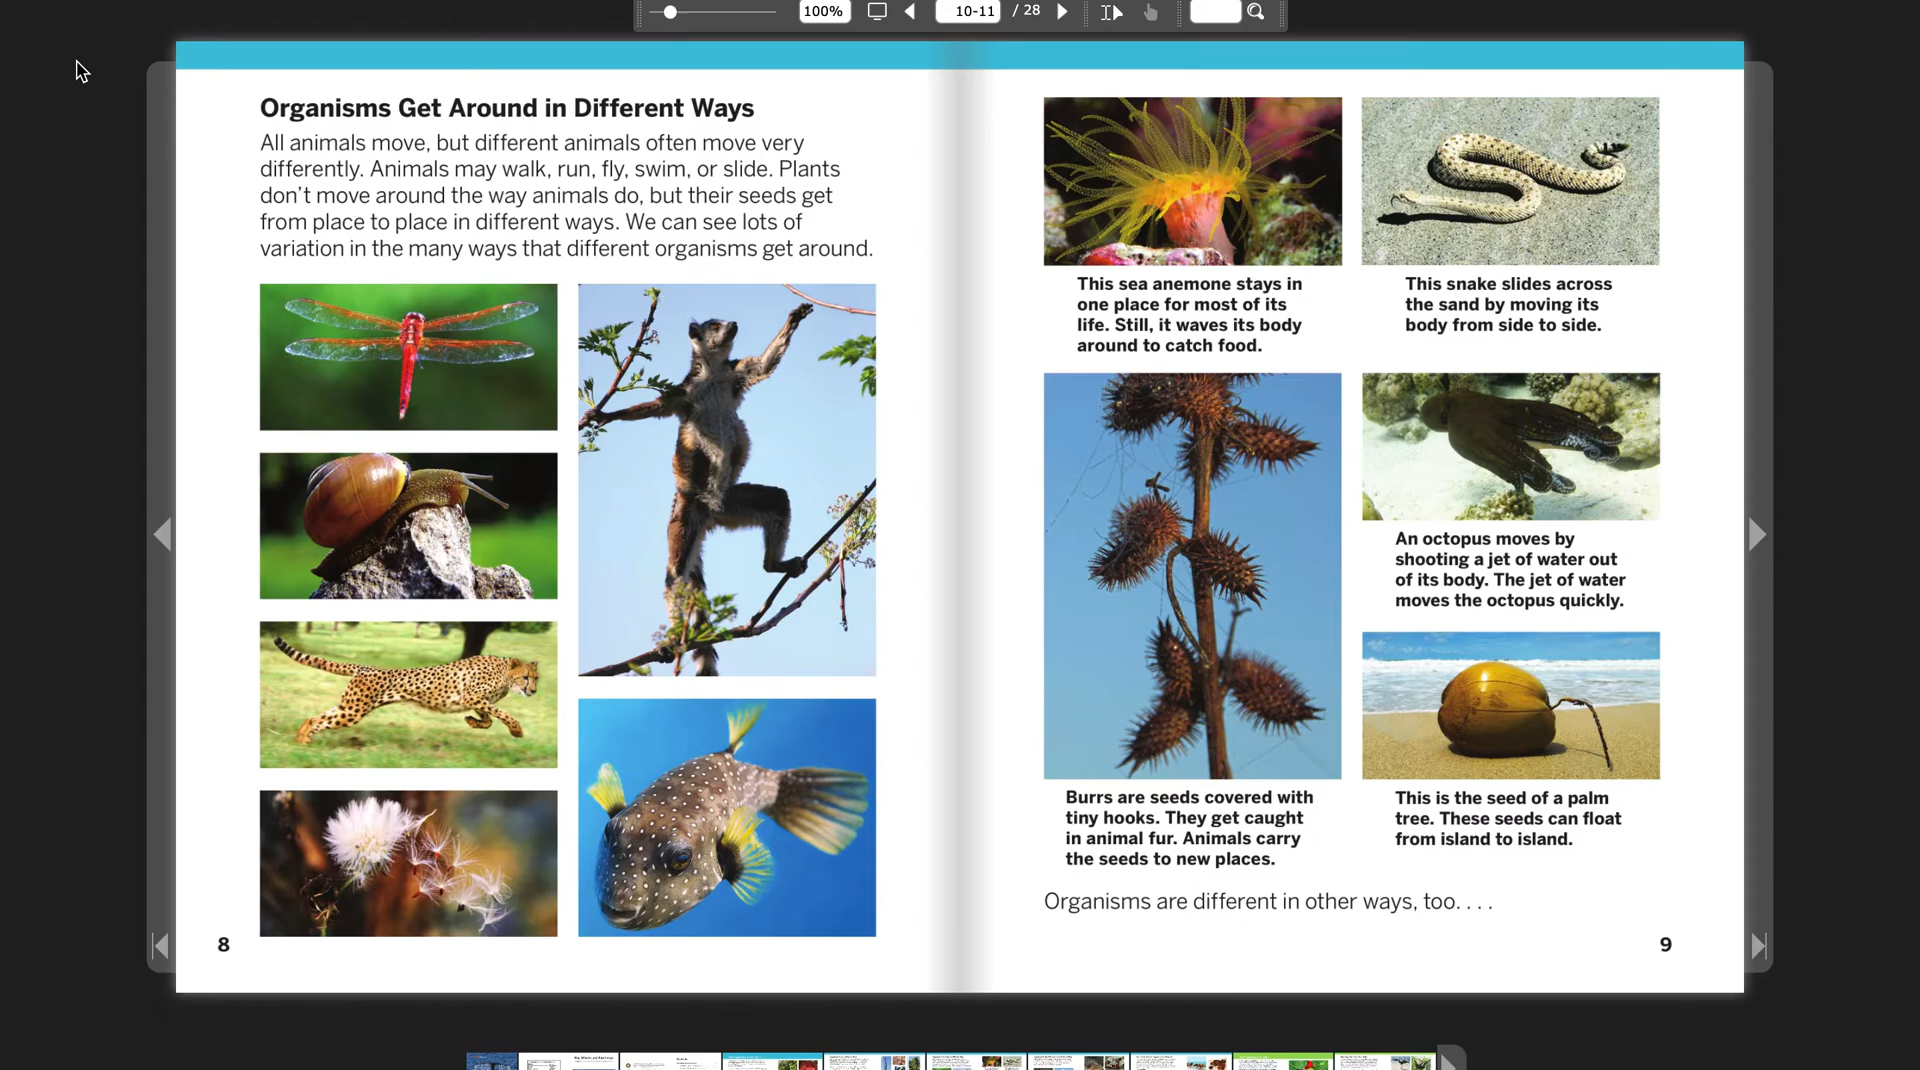 100%
10-11
/ 28
Organisms Get Around in Different Ways
All animals move, but different animals often move very
differently. Animals may walk, run, fly, swim, or slide. Plants
don't move around the way animals do, but their seeds get
from place to place in different ways. We can see lots of
variation in the many ways that different organisms get around.
8
This sea anemone stays in
one place for most of its
life. Still, it waves its body
around to catch food.
This snake slides across
the sand by moving its
body from side to side.
An octopus moves by
shooting a jet of water out
of its body. The jet of water
moves the octopus quickly.
Burrs are seeds covered with
tiny hooks. They get caught
in animal fur. Animals carry
the seeds to new places.
This is the seed of a palm
tree. These seeds can float
from island to island.
Organisms are different in other ways, too. . . .
9